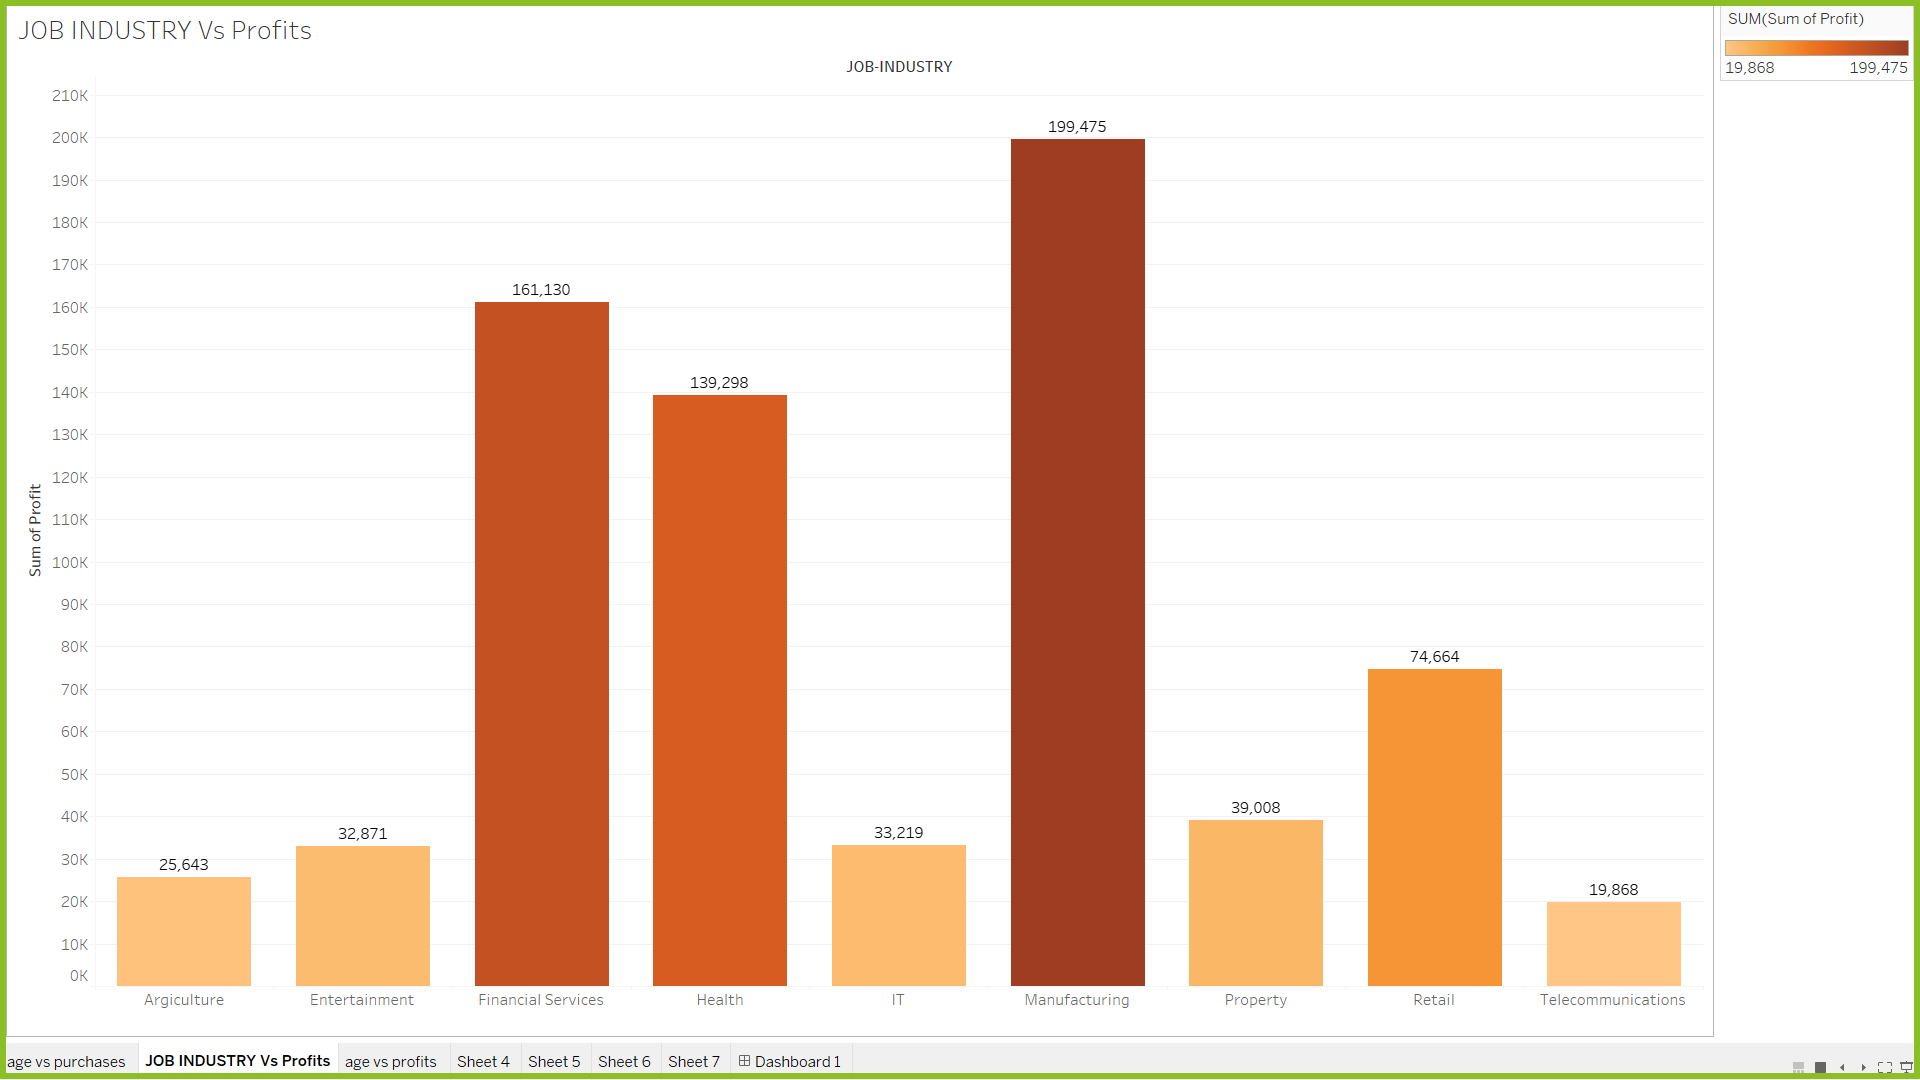 JOB INDUSTRY Vs Profits
SUM(Sum of Profit)
19,868 199,475
JOB-INDUSTRY
Sum of Profit
210K
200K
190K
180K
170K
160K
150K
140K
130K
120K
110K
100K
90K
80K
70K
60K
50K
40K
30K
20K
10K
0K
25,643
32,871
161,130
139,298
33,219
199,475
39,008
74,664
19,868
Argiculture Entertainment Financial Services Health IT Manufacturing Property Retail Telecommunications
age vs purchases JOB INDUSTRY Vs Profits age vs profits Sheet 4 Sheet 5 Sheet 6 Sheet 7 Dashboard 1